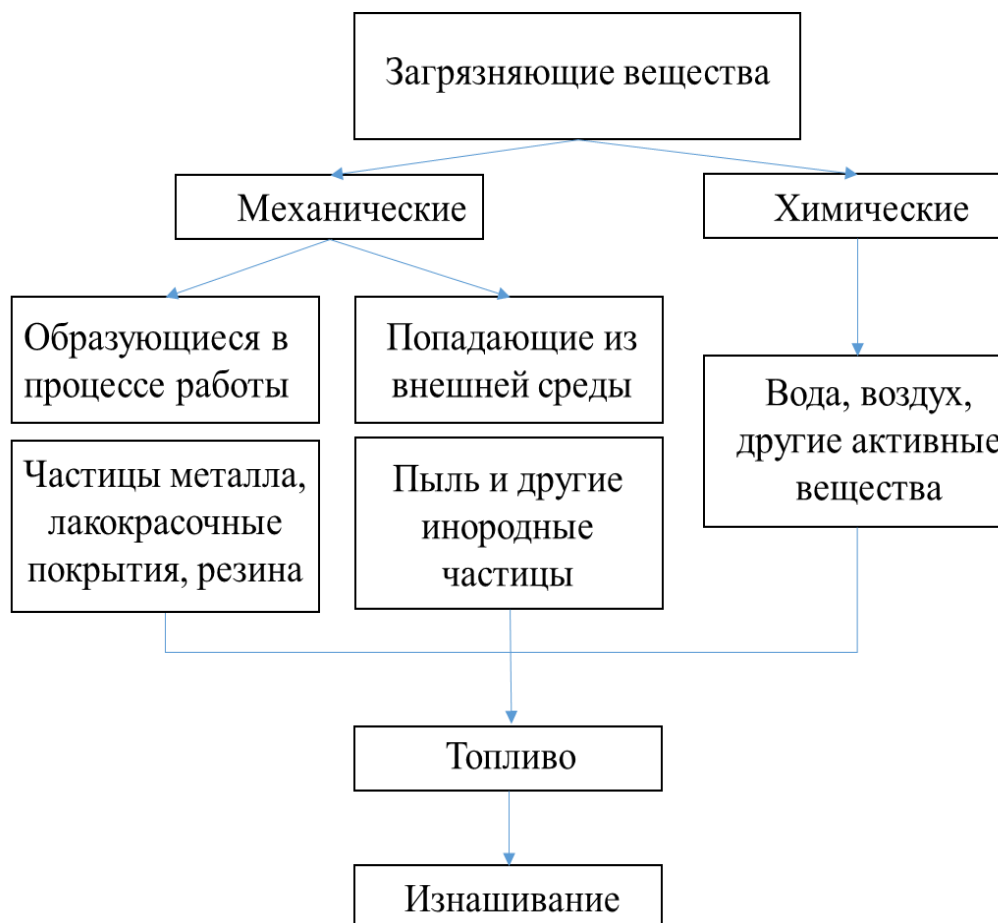 Загрязняющие вещества
Механические
Химические
Образующиеся в
процессе работы
Попадающие из
внешней среды
Вода, воздух,
другие активные
вещества
Частицы металла,
лакокрасочные
покрытия, резина
Пыль и другие
инородные
частицы
Топливо
Изнашивание